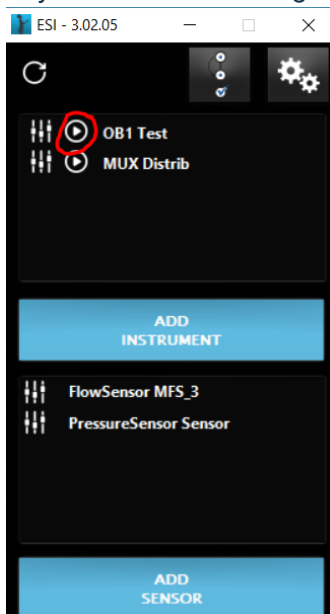 ESI - 3.02.05
OB1 Test
MUX Distrib
ADD
INSTRUMENT
FlowSensor MFS_3
PressureSensor Sensor
ADD
SENSOR